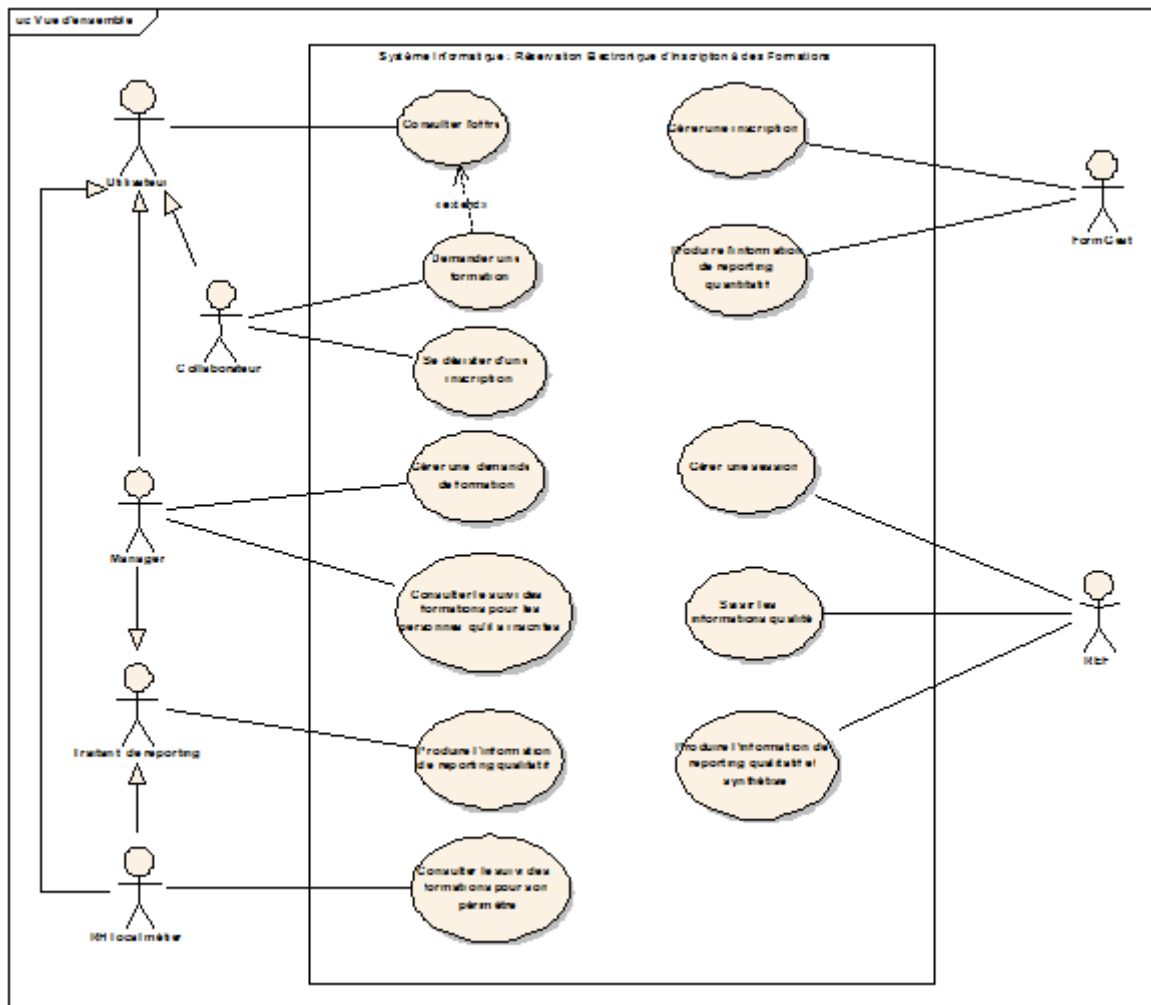 uc Vue d'ensemble
Système Informatique : Réservation Electronique d'Inscription à des Formations
Utilisateur
Consulter l'offre
«extend»
Demander une
formation
Collaborateur
Se désister d'une
inscription
Manager
Gérer une demande
de formation
Consulter le suivi des
formations pour les
personnes qu'il a inscrites
Traitant de reporting
Produire l'information
de reporting qualitatif
RH local métier
Consulter le suivi des
formations pour son
périmètre
Gérer une inscription
Produire l'information
de reporting
quantitatif
FormGest
Gérer une session
Saisir les
informations qualité
Produire l'information de
reporting qualitatif et
synthétise